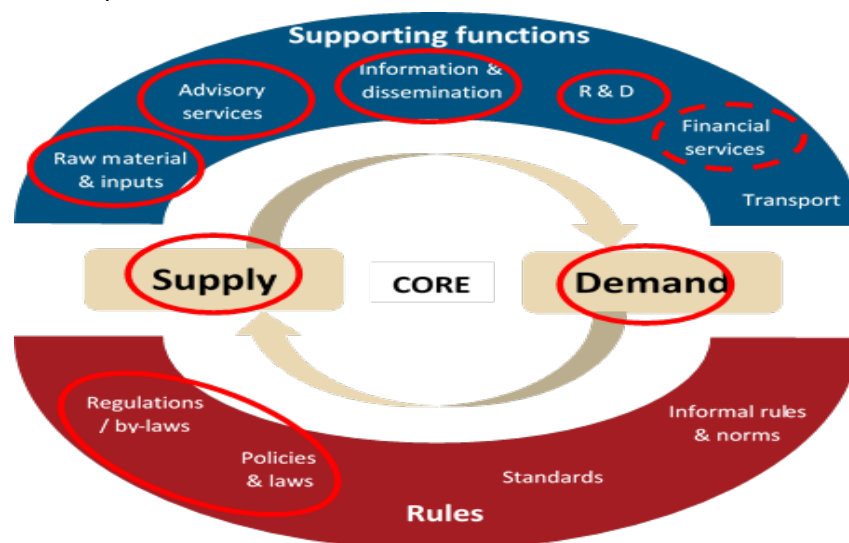 Supporting functions
Information &
dissemination
Advisory
services
R & D
Financial
services
Raw material
& inputs
Transport
Supply
CORE
Demand
Regulations
/ by-laws
Informal rules
& norms
Policies
& laws
Standards
Rules